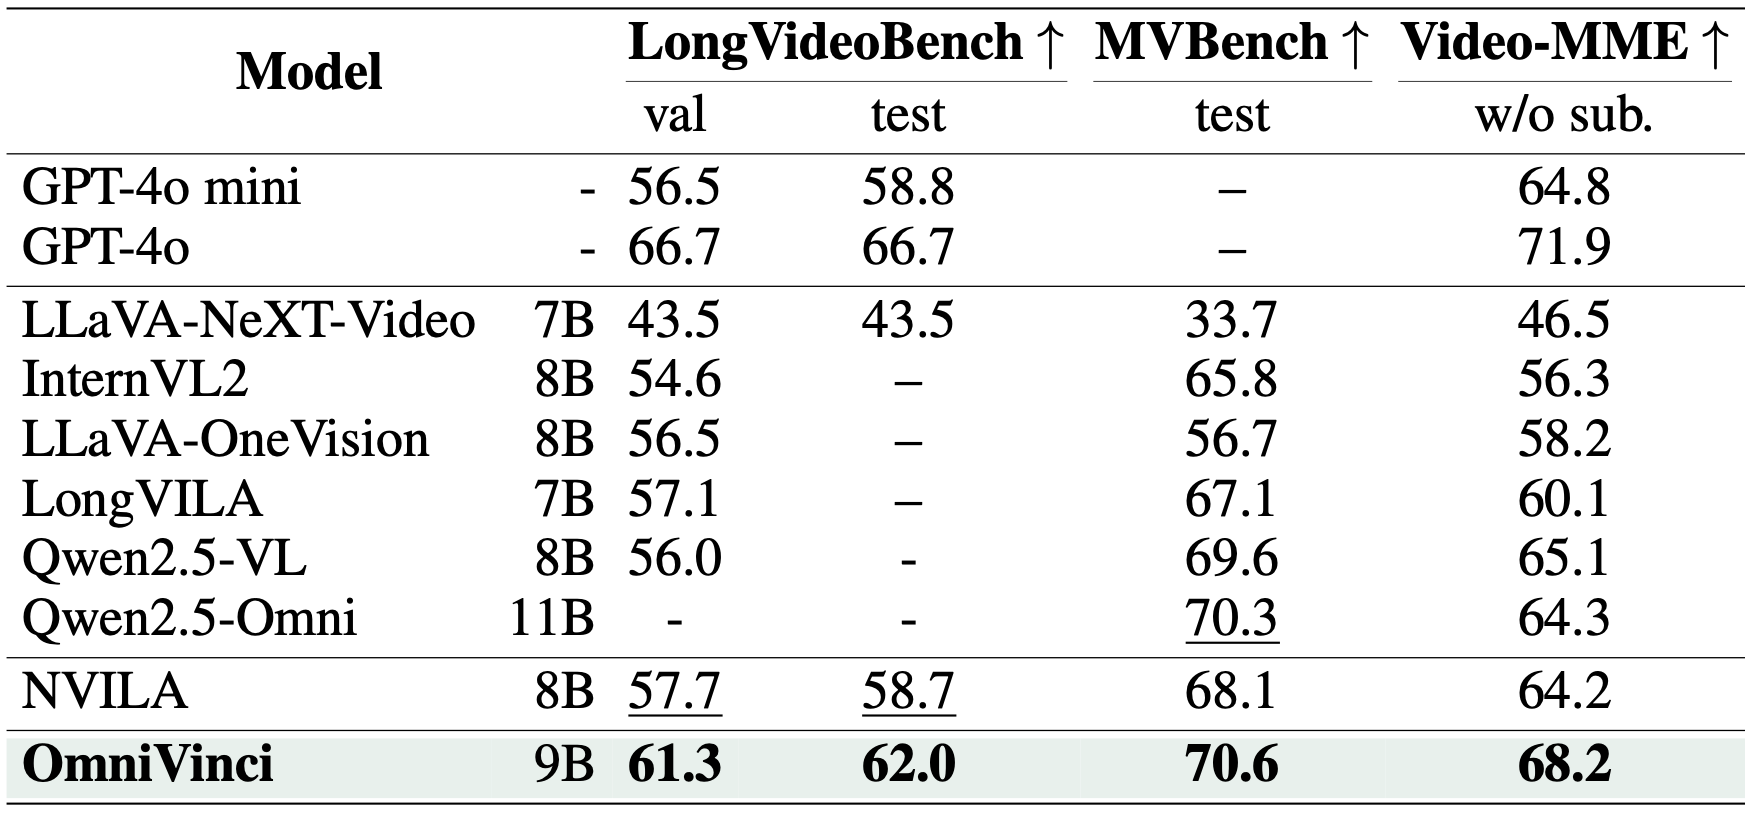 Model LongVideoBench ↑ MVBench ↑ Video-MME ↑
val test test w/o sub.
GPT-4o mini - 56.5 58.8 – 64.8
GPT-4o - 66.7 66.7 – 71.9
LLaVA-NeXT-Video 7B 43.5 43.5 33.7 46.5
InternVL2 8B 54.6 – 65.8 56.3
LLaVA-OneVision 8B 56.5 – 56.7 58.2
LongVILA 7B 57.1 – 67.1 60.1
Qwen2.5-VL 8B 56.0 - 69.6 65.1
Qwen2.5-Omni 11B - - 70.3 64.3
NVILA 8B 57.7 58.7 68.1 64.2
OmniVinci 9B 61.3 62.0 70.6 68.2